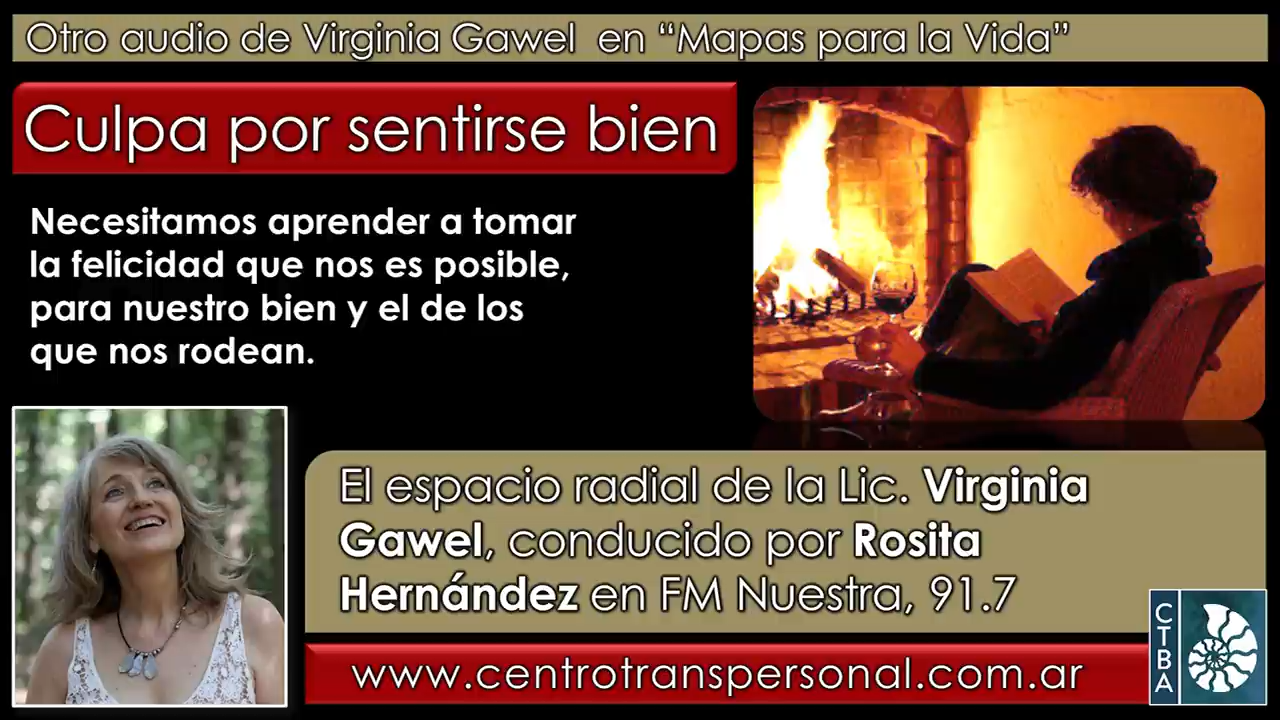 Otro audio de Virginia Gawel en “Mapas para la Vida”
Culpa por sentirse bien
Necesitamos aprender a tomar
la felicidad que nos es posible,
para nuestro bien y el de los
que nos rodean.
El espacio radial de la Lic. Virginia
Gawel, conducido por Rosita
Hernández en FM Nuestra, 91.7
www.centrotranspersonal.com.ar
CTBA